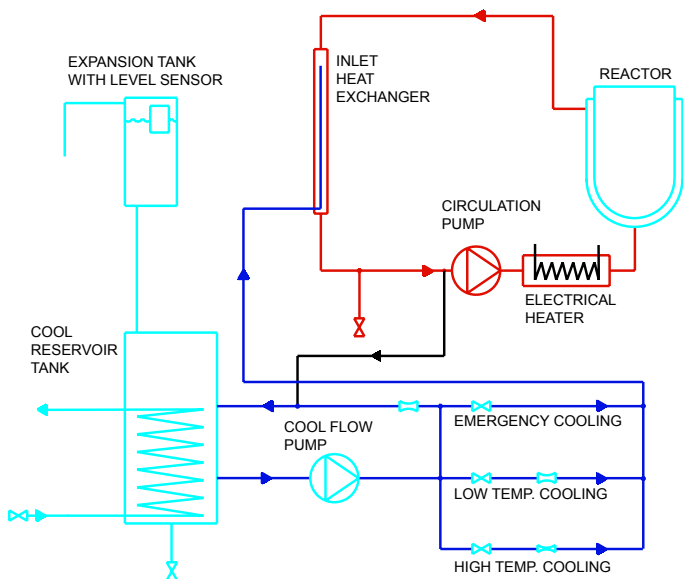 EXPANSION TANK
WITH LEVEL SENSOR
INLET
HEAT
EXCHANGER
REACTOR
CIRCULATION
PUMP
ELECTRICAL
HEATER
COOL
RESERVOIR
TANK
COOL FLOW
PUMP
EMERGENCY COOLING
LOW TEMP. COOLING
HIGH TEMP. COOLING